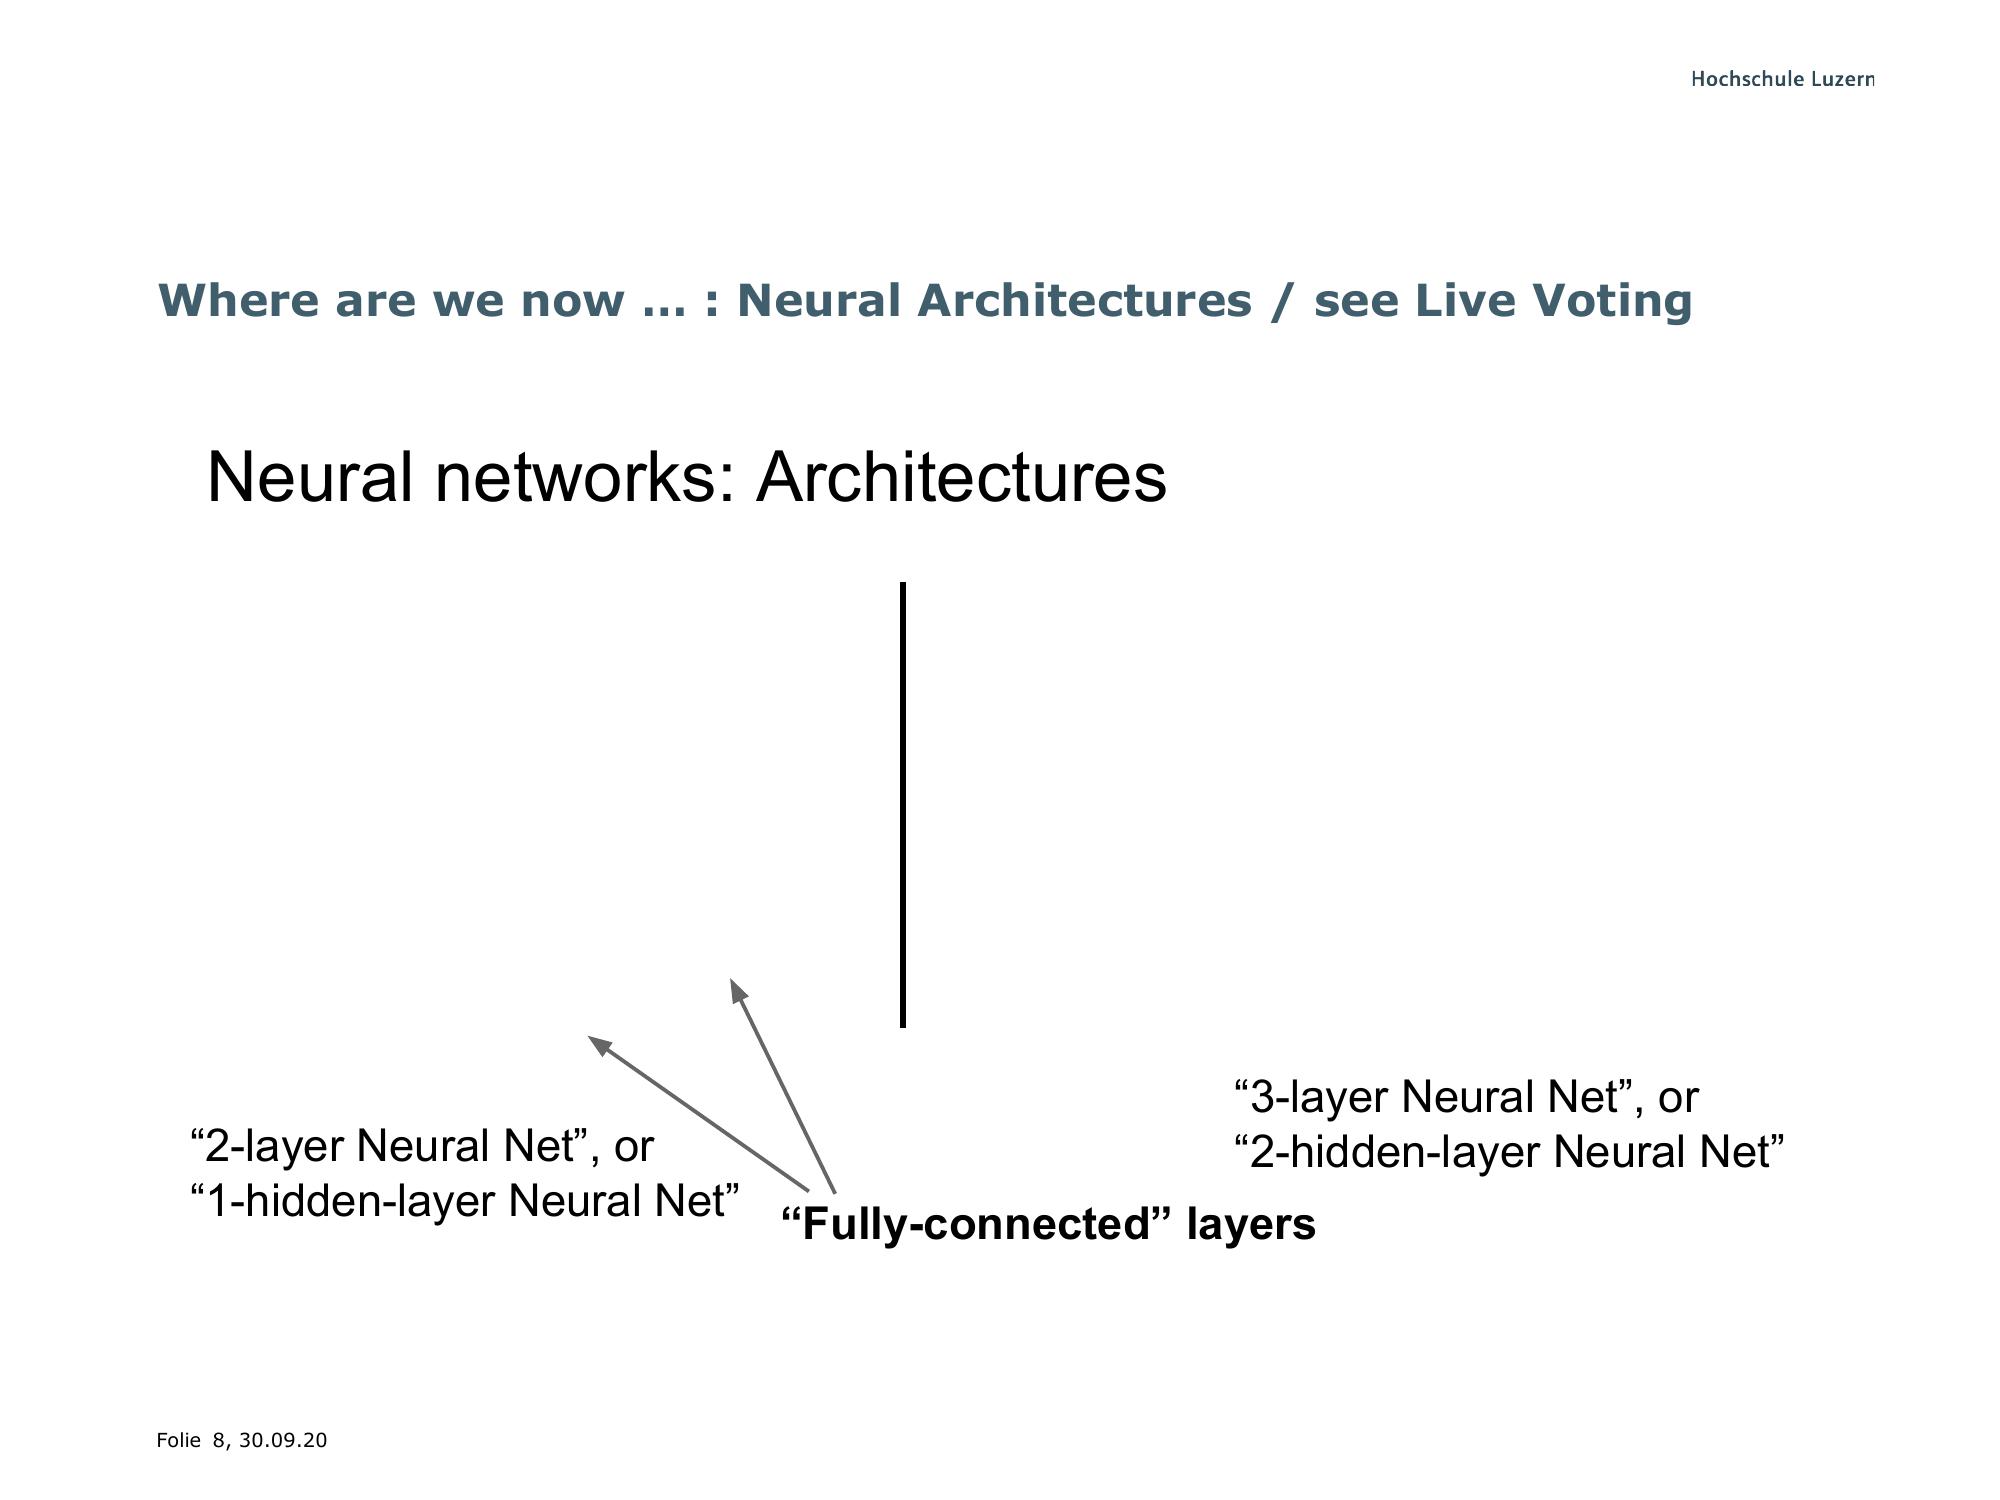 Hochschule Luzern
Where are we now … : Neural Architectures / see Live Voting
Neural networks: Architectures
“2-layer Neural Net”, or
“1-hidden-layer Neural Net”
“3-layer Neural Net”, or
“2-hidden-layer Neural Net”
“Fully-connected” layers
Folie 8, 30.09.20